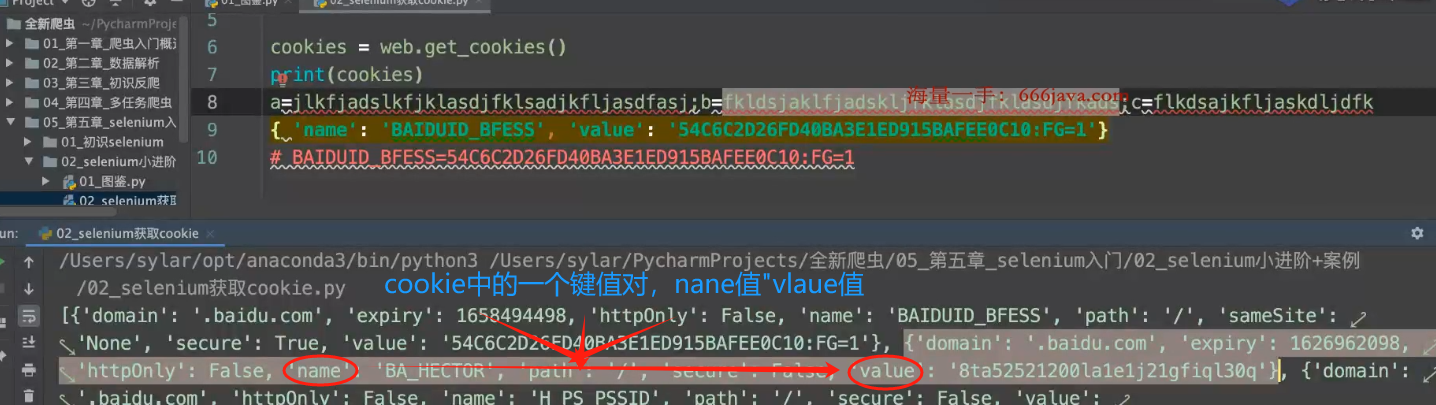 Project
01_图鉴.py
02_selenium获取cookie.py
全新爬虫 ~/PycharmProje
01_第一章_爬虫入门概
02_第二章_数据解析
03_第三章_初识反爬
04_第四章_多任务爬虫
05_第五章_selenium入
01_初识selenium
02_selenium小进阶
01_图鉴.py
02_selenium获取
5
6 cookies = web.get_cookies()
7 print(cookies)
8 a=jlkfjadslkfjklasdjfklsadjkfljasdfasj;b=fkldsjaklfjadsklj ;c=flkdsajkfljaskdljdfk
海量一手：666java.com
9 { 'name': 'BAIDUID_BFESS', 'value': '54C6C2D26FD40BA3E1ED915BAFEE0C10:FG=1'}
10 # BAIDUID_BFESS=54C6C2D26FD40BA3E1ED915BAFEE0C10:FG=1
un: 02_selenium获取cookie
/Users/sylar/opt/anaconda3/bin/python3 /Users/sylar/PycharmProjects/全新爬虫/05_第五章_selenium入门/02_selenium小进阶+案例
/02_selenium获取cookie.py
cookie中的一个键值对，nane值"vlaue值
[{'domain': '.baidu.com', 'expiry': 1658494498, 'httpOnly': False, 'name': 'BAIDUID_BFESS', 'path': '/', 'sameSite':
'None', 'secure': True, 'value': '54C6C2D26FD40BA3E1ED915BAFEE0C10:FG=1'}, {'domain': '.baidu.com', 'expiry': 1626962098,
'httpOnly': False, 'name': 'BA_HECTOR', 'path': '/', 'secure': False, 'value': '8ta52521200la1e1j21gfiql30q'}, {'domain':
'.baidu.com', 'httpOnly': False, 'name': 'H_PS_PSSID', 'path': '/', 'secure': False, 'value':